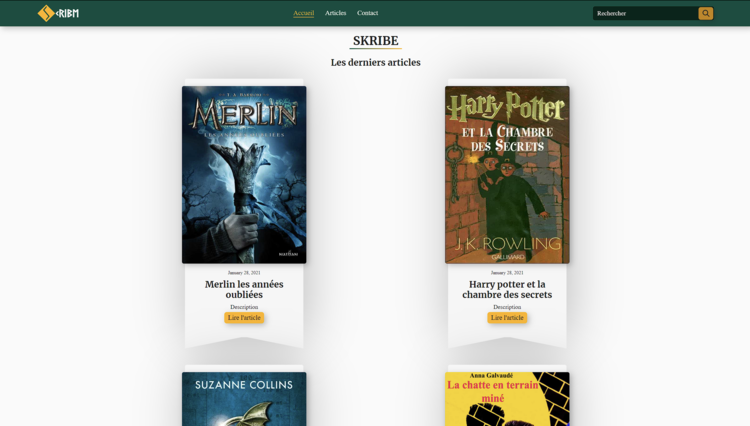 SKRIBE
Accueil
Articles
Contact
Rechercher
SKRIBE
Les derniers articles
T. A. BARRON
MERLIN
LES ANNÉES OUBLIÉES
NATHAN
January 28, 2021
Merlin les années
oubliées
Description
Lire l'article
Harry Potter
ET LA CHAMBRE
DES SECRETS
J.K. ROWLING
GALLIMARD
January 28, 2021
Harry potter et la
chambre des secrets
Description
Lire l'article
SUZANNE COLLINS
Anna Galvaudé
La chatte en terrain
miné